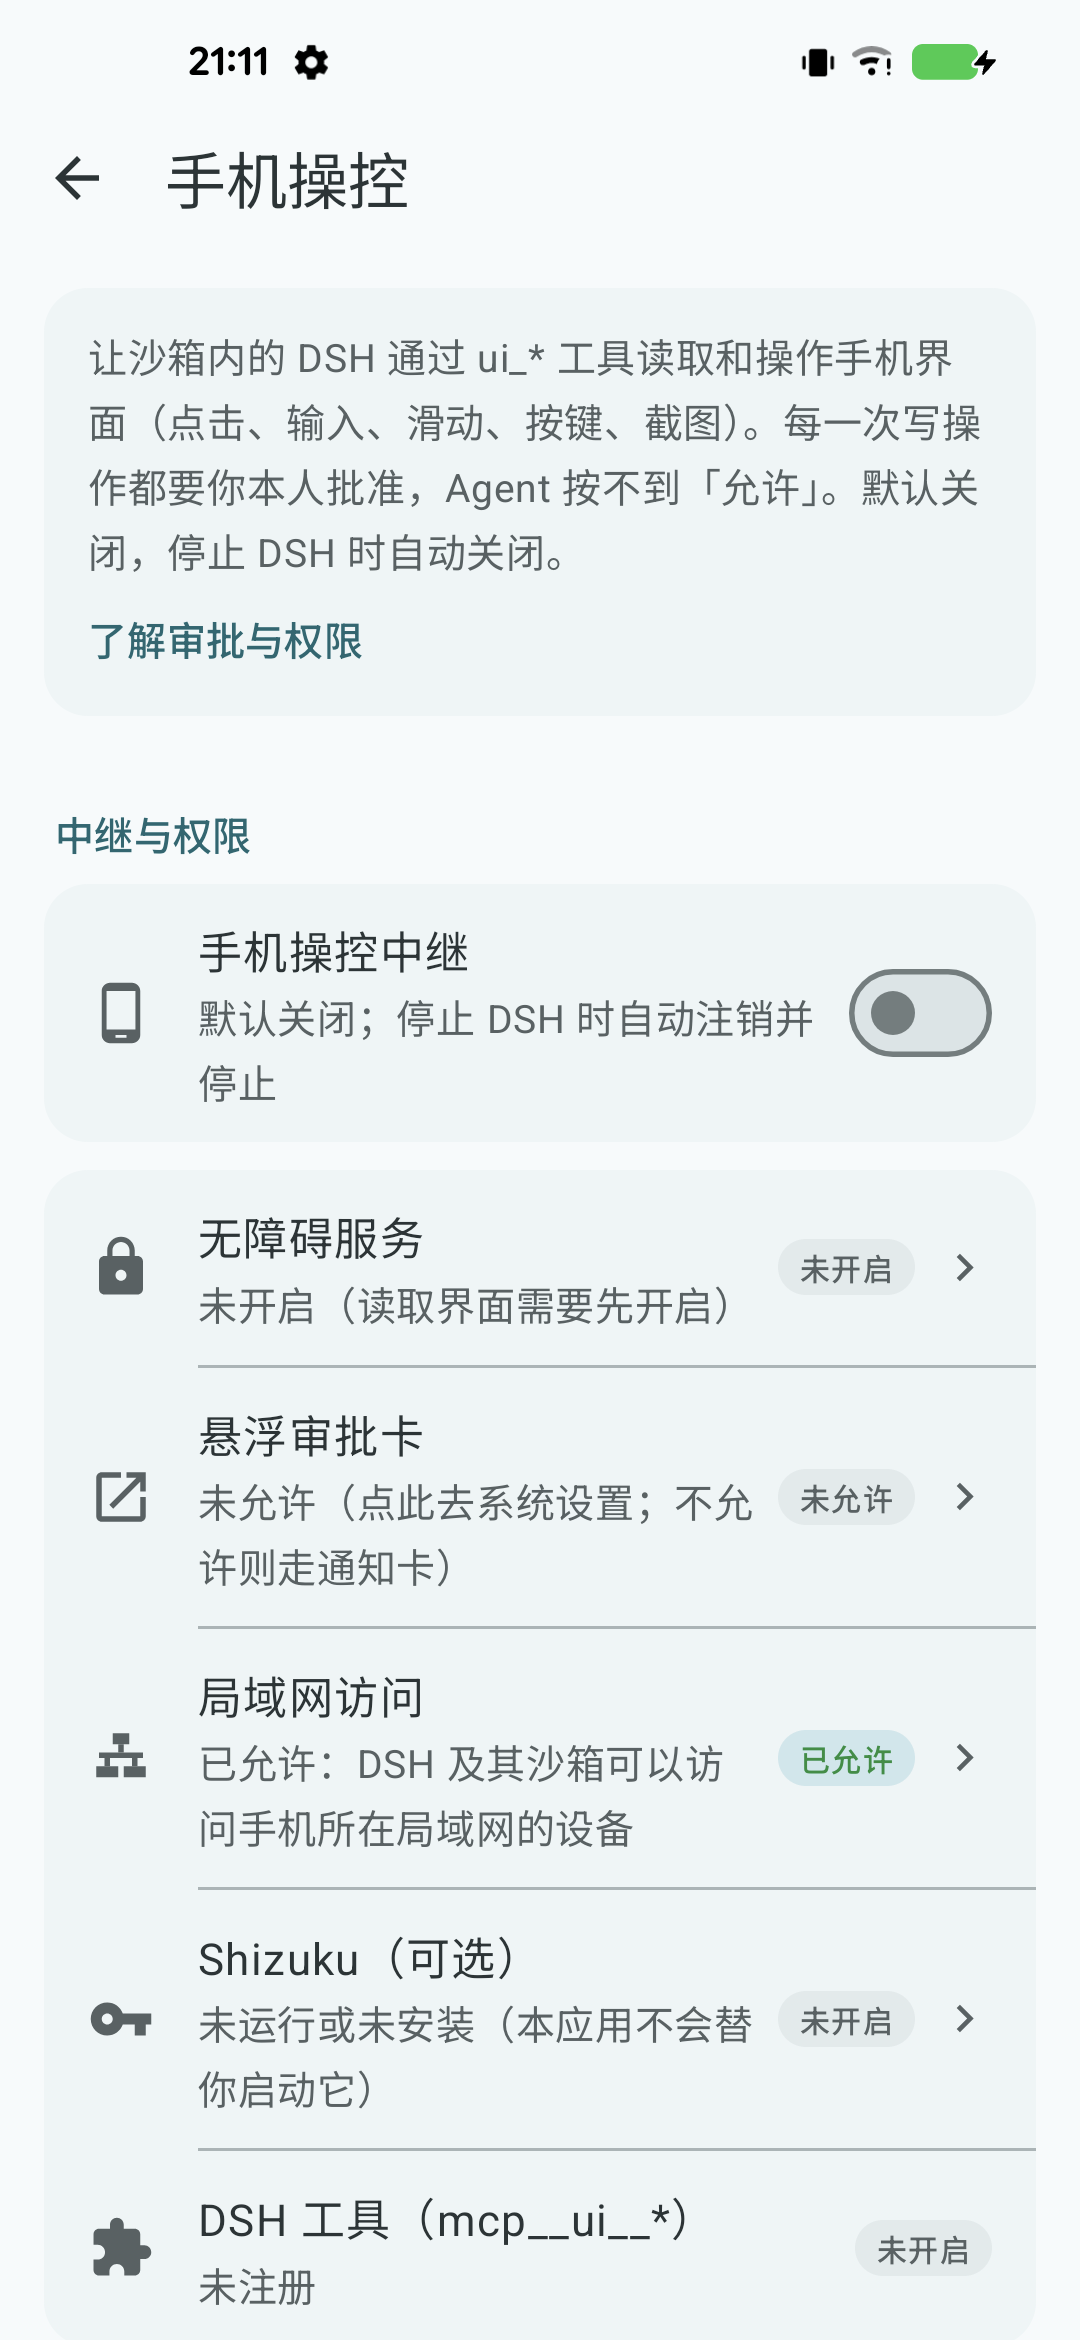 21:11
手机操控
让沙箱内的 DSH 通过 ui_* 工具读取和操作手机界
面（点击、输入、滑动、按键、截图）。每一次写操
作都要你本人批准，Agent 按不到「允许」。默认关
闭，停止 DSH 时自动关闭。
了解审批与权限
中继与权限
手机操控中继
默认关闭；停止 DSH 时自动注销并
停止
无障碍服务
未开启（读取界面需要先开启）
未开启
悬浮审批卡
未允许（点此去系统设置；不允
许则走通知卡）
未允许
局域网访问
已允许：DSH 及其沙箱可以访
问手机所在局域网的设备
已允许
Shizuku（可选）
未运行或未安装（本应用不会替
你启动它）
未开启
DSH 工具（mcp__ui__*）
未注册
未开启